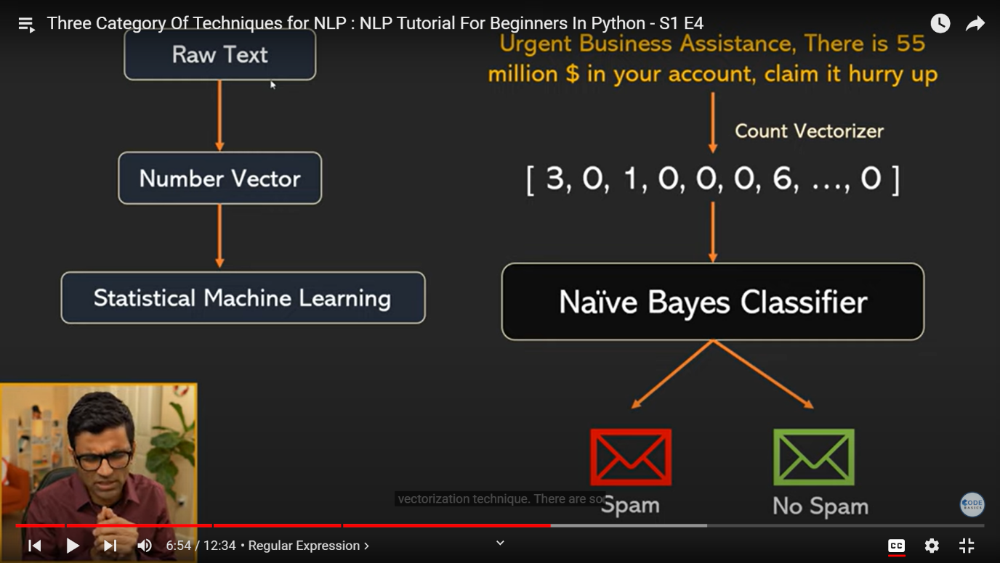 Three Category Of Techniques for NLP : NLP Tutorial For Beginners In Python - S1 E4
Raw Text
Number Vector
Statistical Machine Learning
Urgent Business Assistance, There is 55
million $ in your account, claim it hurry up
Count Vectorizer
[ 3, 0, 1, 0, 0, 0, 6, ..., 0 ]
Naïve Bayes Classifier
Spam
No Spam
vectorization technique. There are so
CODE
BASICS
6:54 / 12:34 • Regular Expression >
CC